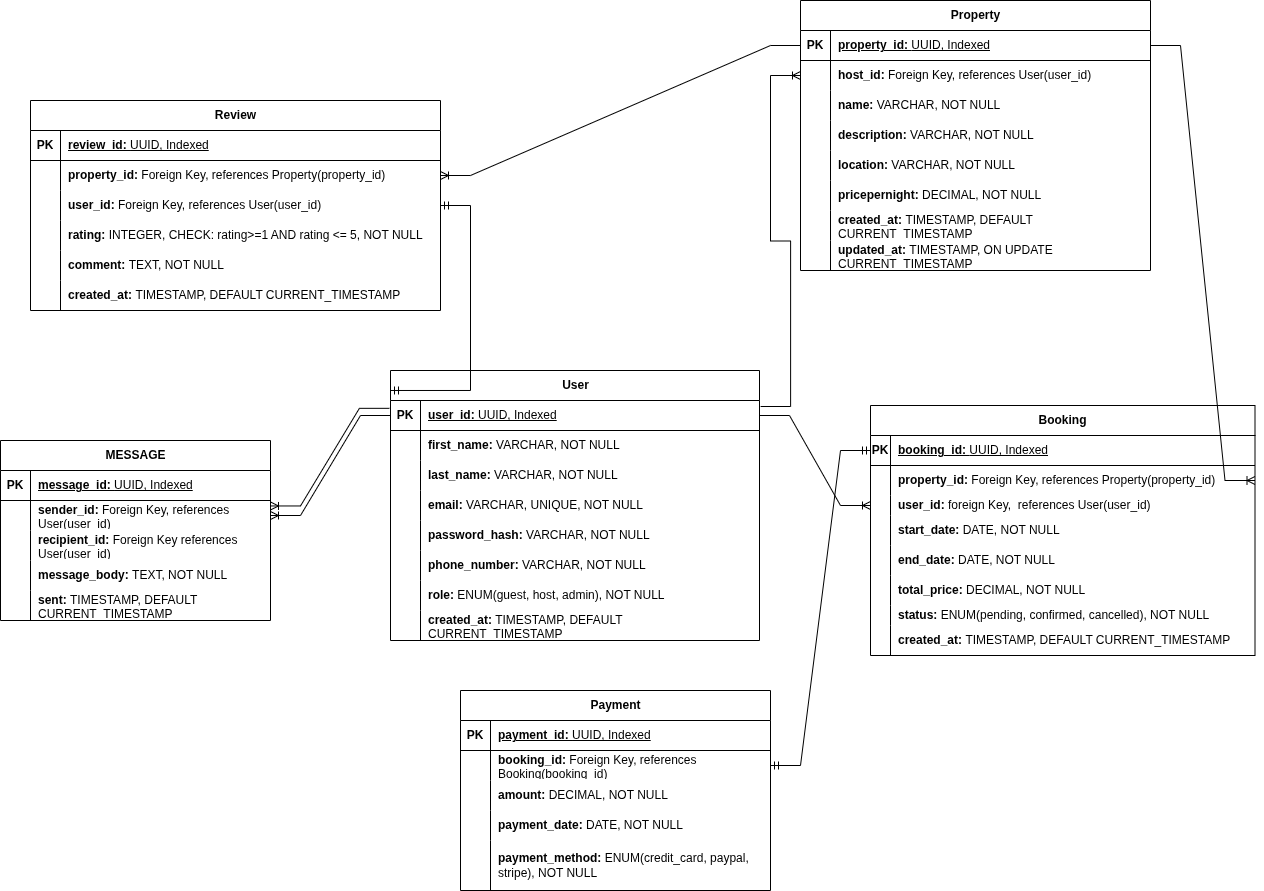 Property
PK
property_id: UUID, Indexed
host_id: Foreign Key, references User(user_id)
name: VARCHAR, NOT NULL
description: VARCHAR, NOT NULL
location: VARCHAR, NOT NULL
pricepernight: DECIMAL, NOT NULL
created_at: TIMESTAMP, DEFAULT
CURRENT_TIMESTAMP
updated_at: TIMESTAMP, ON UPDATE
CURRENT_TIMESTAMP
Review
PK
review_id: UUID, Indexed
property_id: Foreign Key, references Property(property_id)
user_id: Foreign Key, references User(user_id)
rating: INTEGER, CHECK: rating>=1 AND rating <= 5, NOT NULL
comment: TEXT, NOT NULL
created_at: TIMESTAMP, DEFAULT CURRENT_TIMESTAMP
User
PK
user_id: UUID, Indexed
first_name: VARCHAR, NOT NULL
last_name: VARCHAR, NOT NULL
email: VARCHAR, UNIQUE, NOT NULL
password_hash: VARCHAR, NOT NULL
phone_number: VARCHAR, NOT NULL
role: ENUM(guest, host, admin), NOT NULL
created_at: TIMESTAMP, DEFAULT
CURRENT_TIMESTAMP
Booking
PK
booking_id: UUID, Indexed
property_id: Foreign Key, references Property(property_id)
user_id: foreign Key, references User(user_id)
start_date: DATE, NOT NULL
end_date: DATE, NOT NULL
total_price: DECIMAL, NOT NULL
status: ENUM(pending, confirmed, cancelled), NOT NULL
created_at: TIMESTAMP, DEFAULT CURRENT_TIMESTAMP
MESSAGE
PK
message_id: UUID, Indexed
sender_id: Foreign Key, references
User(user_id)
recipient_id: Foreign Key references
User(user_id)
message_body: TEXT, NOT NULL
sent: TIMESTAMP, DEFAULT
CURRENT_TIMESTAMP
Payment
PK
payment_id: UUID, Indexed
booking_id: Foreign Key, references
Booking(booking_id)
amount: DECIMAL, NOT NULL
payment_date: DATE, NOT NULL
payment_method: ENUM(credit_card, paypal,
stripe), NOT NULL